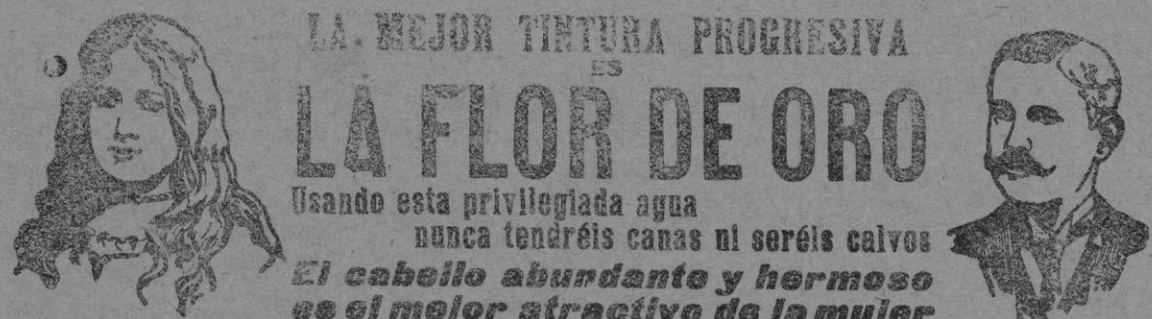 LA MEJOR TINTURA PROGRESIVA
ES
LA FLOR DE ORO
Usando esta privilegiada agua
nunca tendréis canas ni seréis calvos
El cabello abundante y hermoso
es el mejor atractivo de la mujer